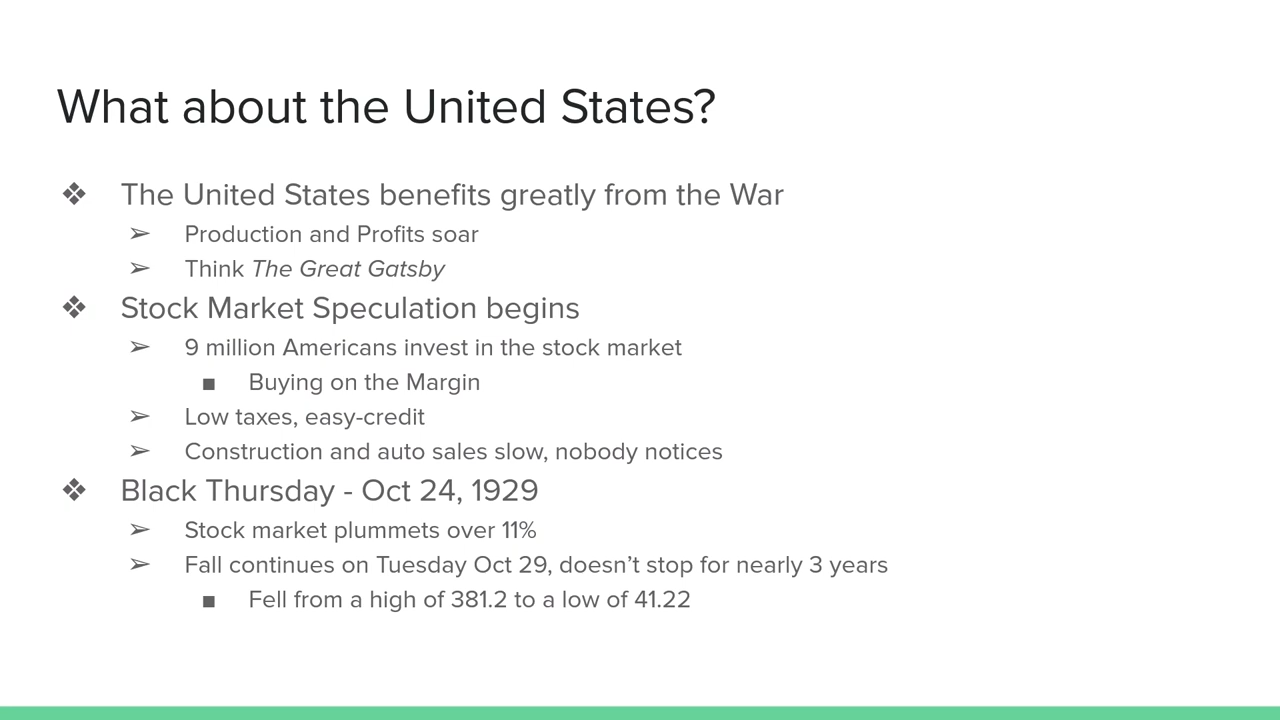 What about the United States?
❖ The United States benefits greatly from the War
➢ Production and Profits soar
➢ Think The Great Gatsby
❖ Stock Market Speculation begins
➢ 9 million Americans invest in the stock market
■ Buying on the Margin
➢ Low taxes, easy-credit
➢ Construction and auto sales slow, nobody notices
❖ Black Thursday - Oct 24, 1929
➢ Stock market plummets over 11%
➢ Fall continues on Tuesday Oct 29, doesn’t stop for nearly 3 years
■ Fell from a high of 381.2 to a low of 41.22